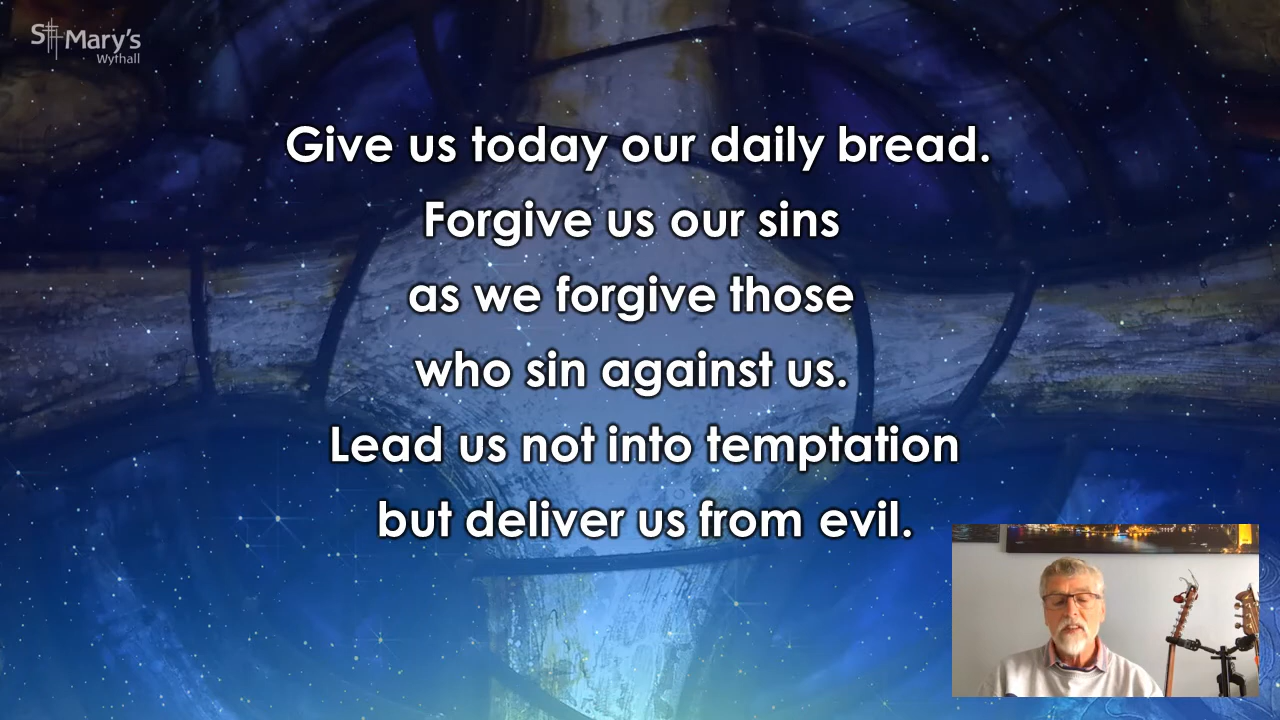 St Mary's
Wythall
Give us today our daily bread.
Forgive us our sins
as we forgive those
who sin against us.
Lead us not into temptation
but deliver us from evil.